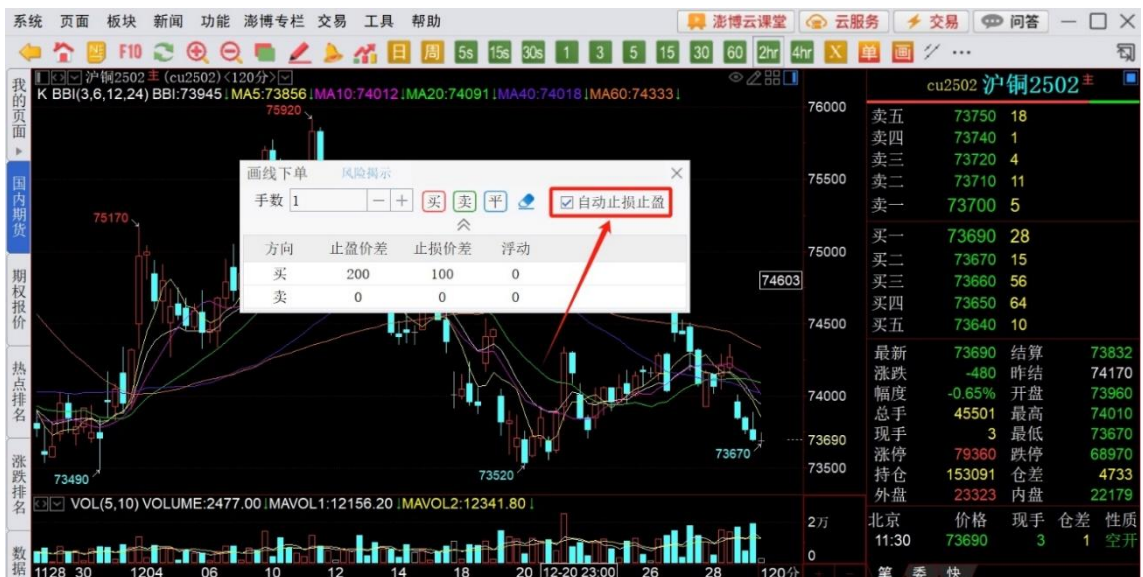 系统 页面 板块 新闻 功能 澎博专栏 交易 工具 帮助 澎博云课堂 云服务 交易 问答
F10 日 周 5s 15s 30s 1 3 5 15 30 60 2hr 4hr X 单 画
我的页面
国内期货
期权报价
热点排名
涨跌排名
数据
沪铜2502主 (cu2502)<120分>
K BBI(3,6,12,24) BBI:73945↓MA5:73856↓MA10:74012↓MA20:74091↓MA40:74018↓MA60:74333↓
75920
75170
73490
73520
73670
76000
75500
75000
74603
74500
74000
73690
73500
画线下单 风险揭示
手数 1 − + 买 卖 平 自动止损止盈
方向 止盈价差 止损价差 浮动
买 200 100 0
卖 0 0 0
VOL(5,10) VOLUME:2477.00↓MAVOL1:12156.20↓MAVOL2:12341.80↓
2万
0
1128 30 1204 06 10 12 14 18 20 12-20 23:00 26 28 120分
cu2502 沪铜2502主
卖五 73750 18
卖四 73740 1
卖三 73720 4
卖二 73710 11
卖一 73700 5
买一 73690 28
买二 73670 15
买三 73660 56
买四 73650 64
买五 73640 10
最新 73690 结算 73832
涨跌 -480 昨结 74170
幅度 -0.65% 开盘 73960
总手 45501 最高 74010
现手 3 最低 73670
涨停 79360 跌停 68970
持仓 153091 仓差 4733
外盘 23323 内盘 22179
北京 价格 现手 仓差 性质
11:30 73690 3 1 空开
笔 委 快